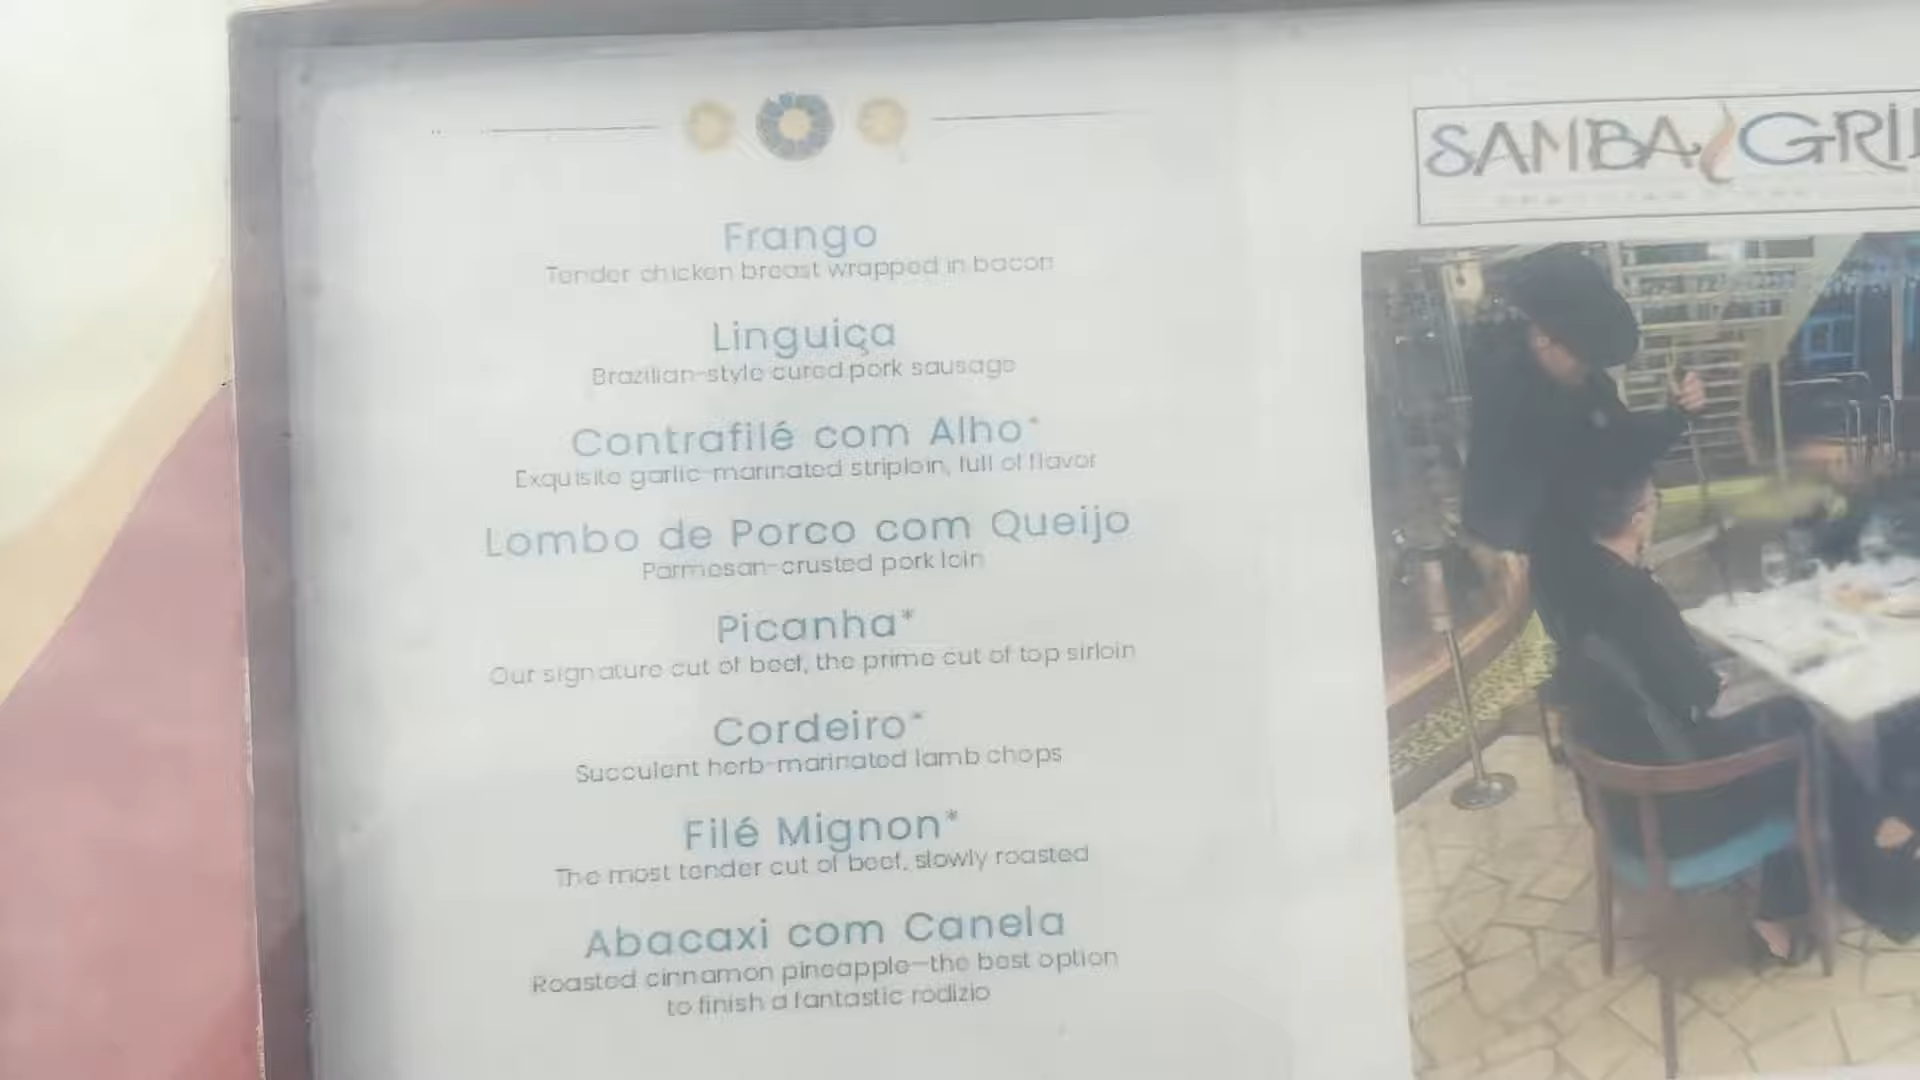 Frango
Tender chicken breast wrapped in bacon
Linguiça
Brazilian-style cured pork sausage
Contrafilé com Alho*
Exquisite garlic-marinated striploin, full of flavor
Lombo de Porco com Queijo
Parmesan-crusted pork loin
Picanha*
Our signature cut of beef, the prime cut of top sirloin
Cordeiro*
Succulent herb-marinated lamb chops
Filé Mignon*
The most tender cut of beef, slowly roasted
Abacaxi com Canela
Roasted cinnamon pineapple—the best option
to finish a fantastic rodizio
SAMBA GRIL